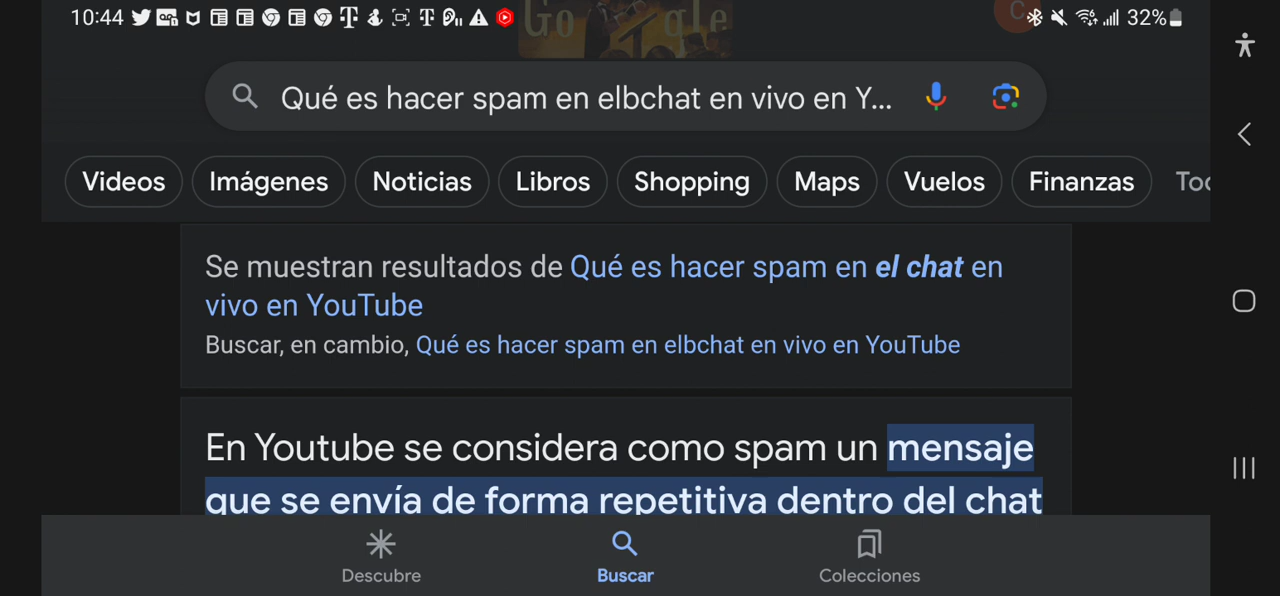 10:44
32%
Google
C
Qué es hacer spam en elbchat en vivo en Y...
Videos
Imágenes
Noticias
Libros
Shopping
Maps
Vuelos
Finanzas
Se muestran resultados de Qué es hacer spam en el chat en
vivo en YouTube
Buscar, en cambio, Qué es hacer spam en elbchat en vivo en YouTube
En Youtube se considera como spam un mensaje
que se envía de forma repetitiva dentro del chat
Descubre
Buscar
Colecciones